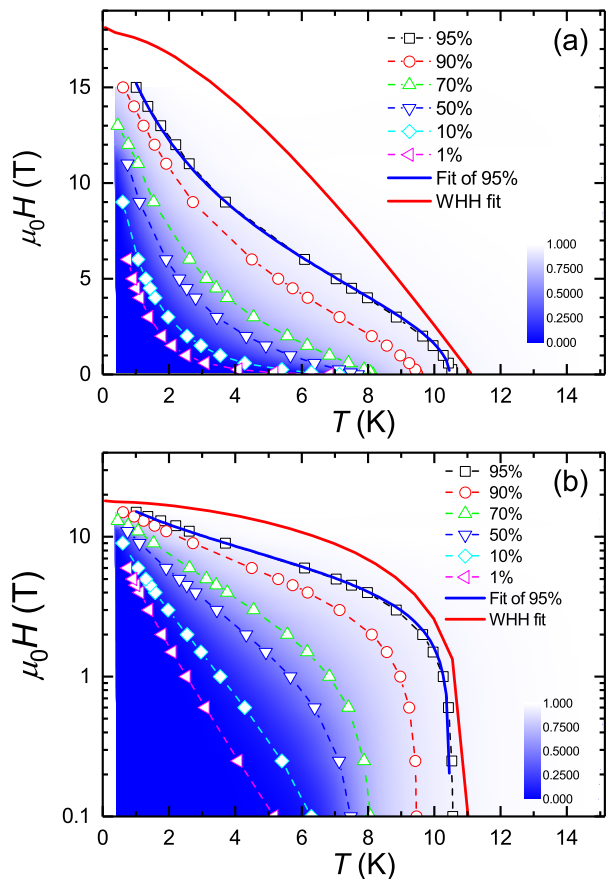 (a)
95%
90%
70%
50%
10%
1%
Fit of 95%
WHH fit
15
10
5
0
μ₀H (T)
1.000
0.7500
0.5000
0.2500
0.000
0 2 4 6 8 10 12 14
T (K)
(b)
95%
90%
70%
50%
10%
1%
Fit of 95%
WHH fit
10
1
0.1
μ₀H (T)
1.000
0.7500
0.5000
0.2500
0.000
0 2 4 6 8 10 12 14
T (K)